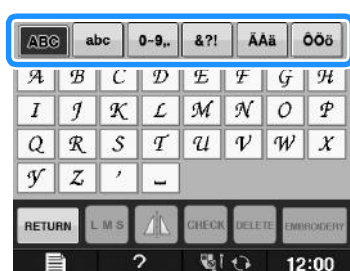 ABC abc 0-9,. &?! ÄÅä ÔÖö
A B C D E F G H
I J K L M N O P
Q R S T U V W X
Y Z ’ ⎵
RETURN L M S CHECK DELETE EMBROIDERY
? 12:00